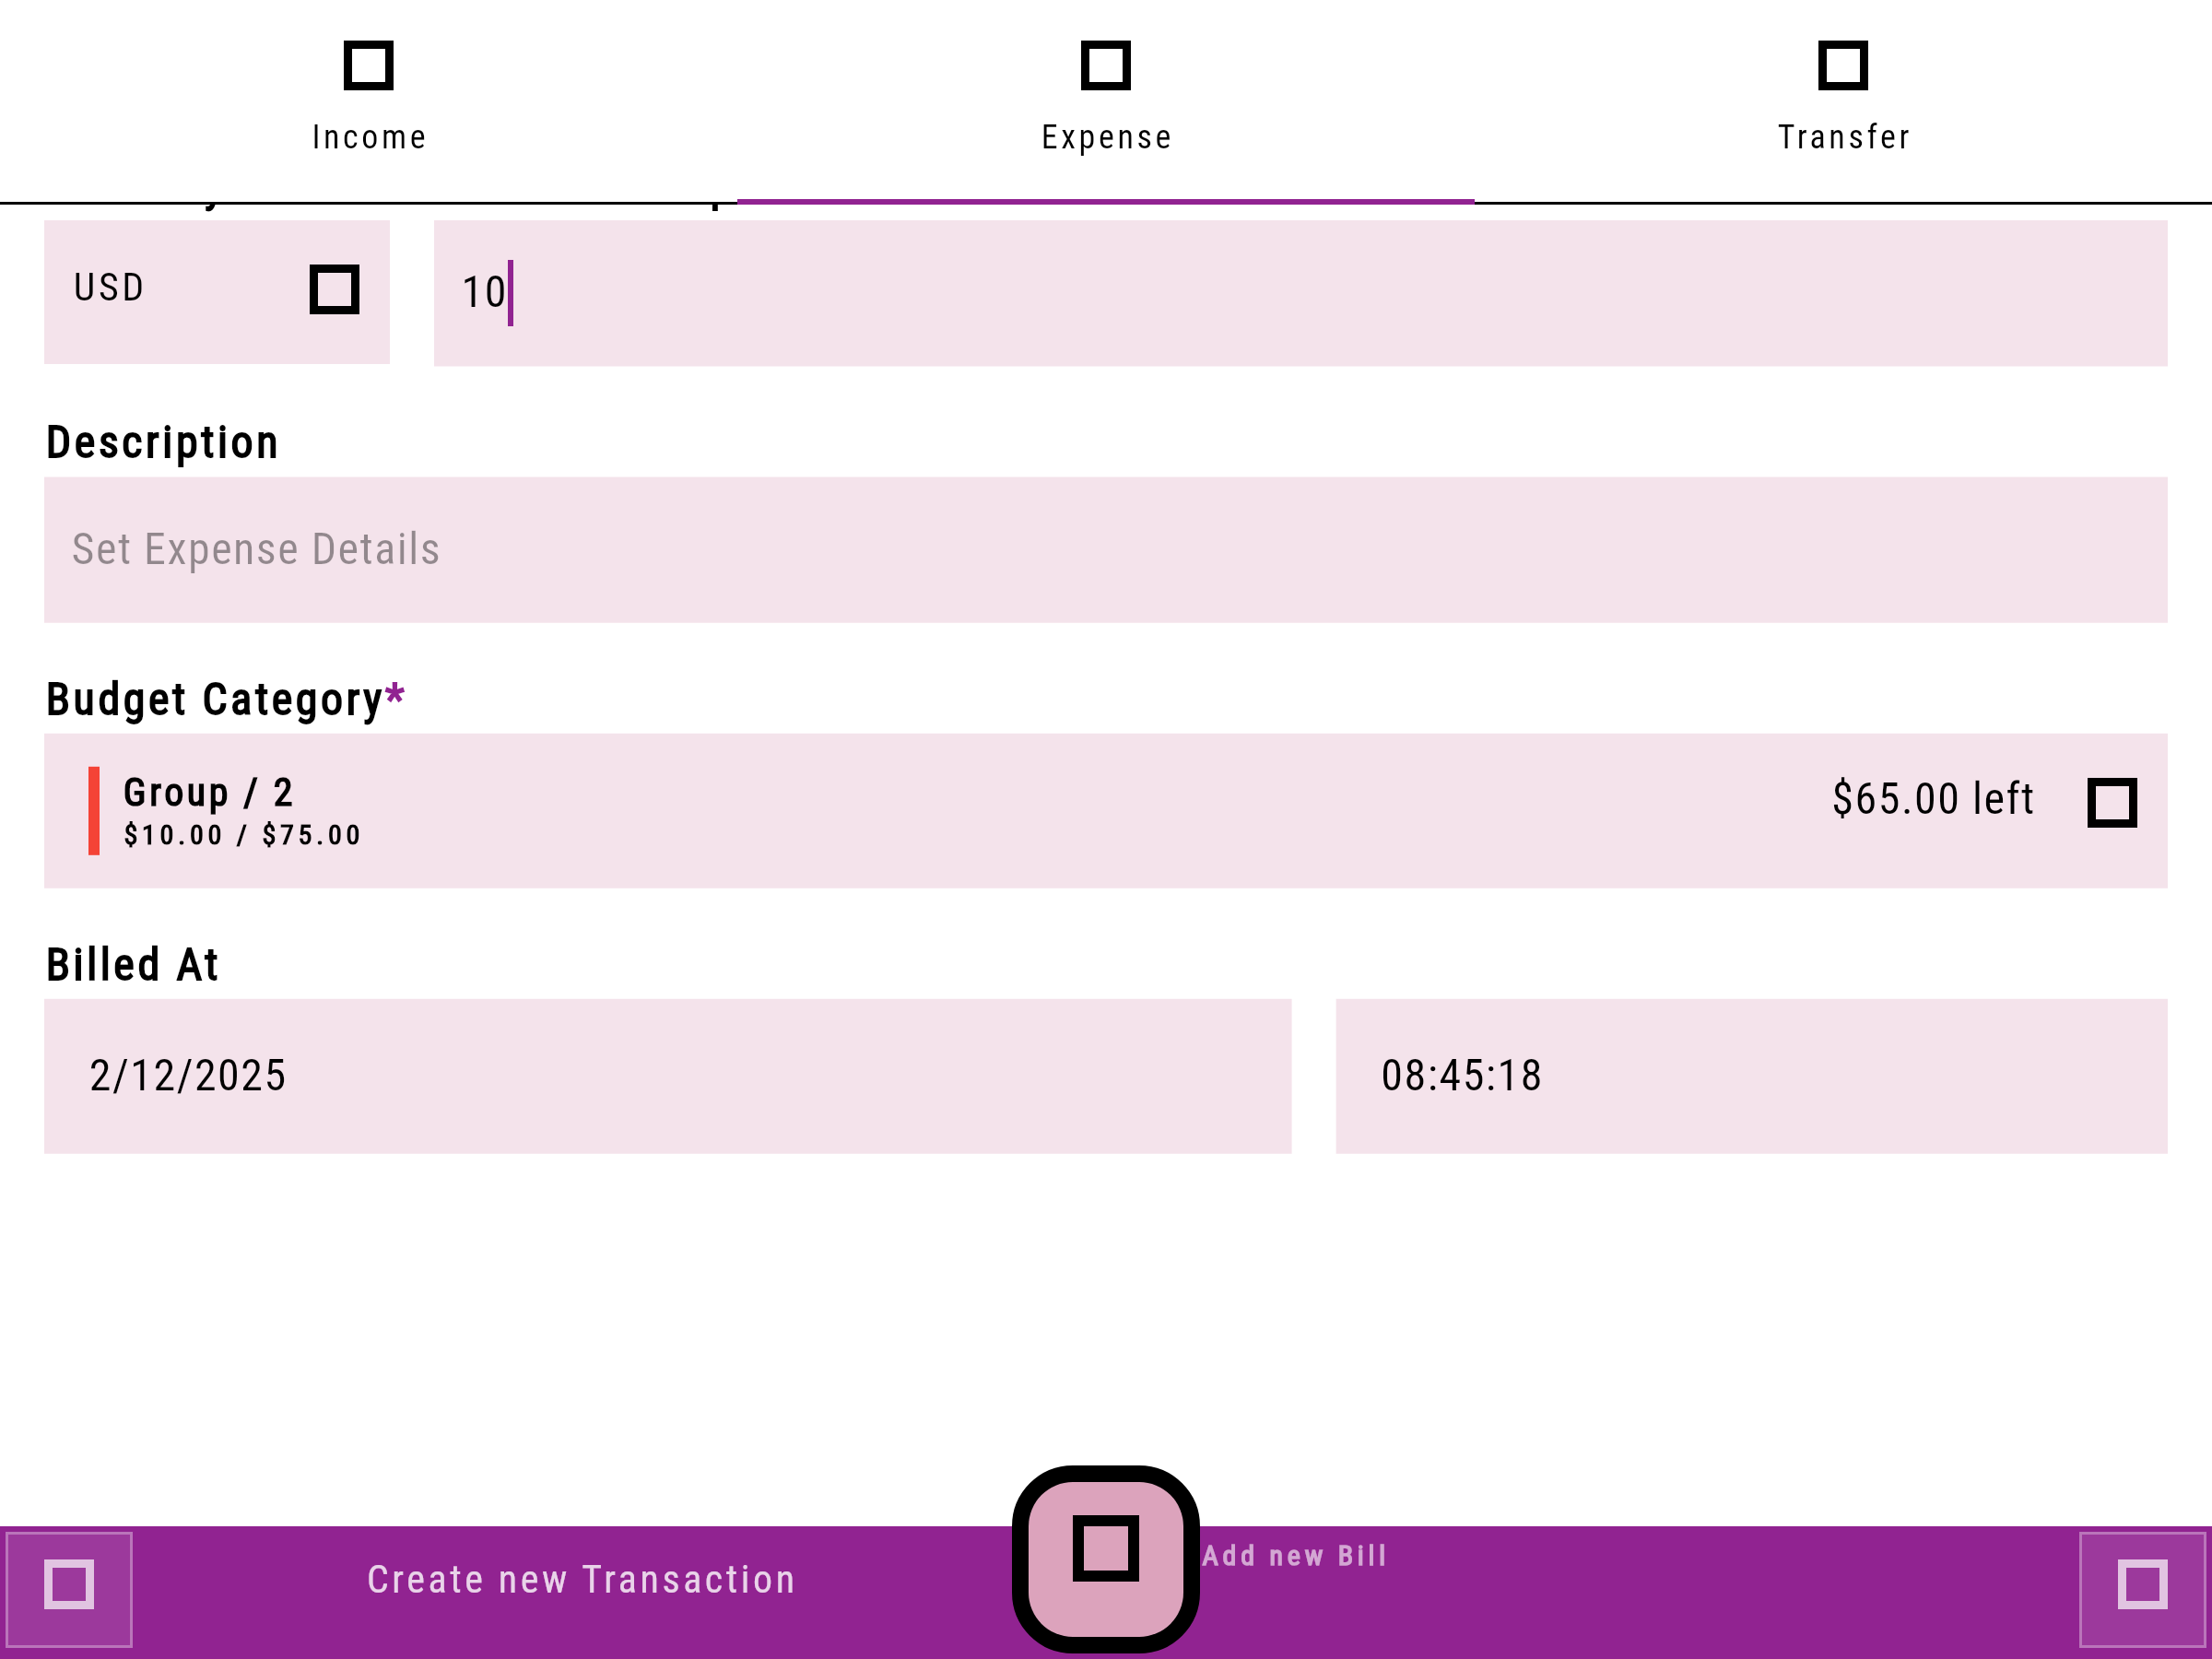 Income
Expense
Transfer
USD
10
Description
Set Expense Details
Budget Category*
Group / 2
$10.00 / $75.00
$65.00 left
Billed At
2/12/2025
08:45:18
Create new Transaction
Add new Bill